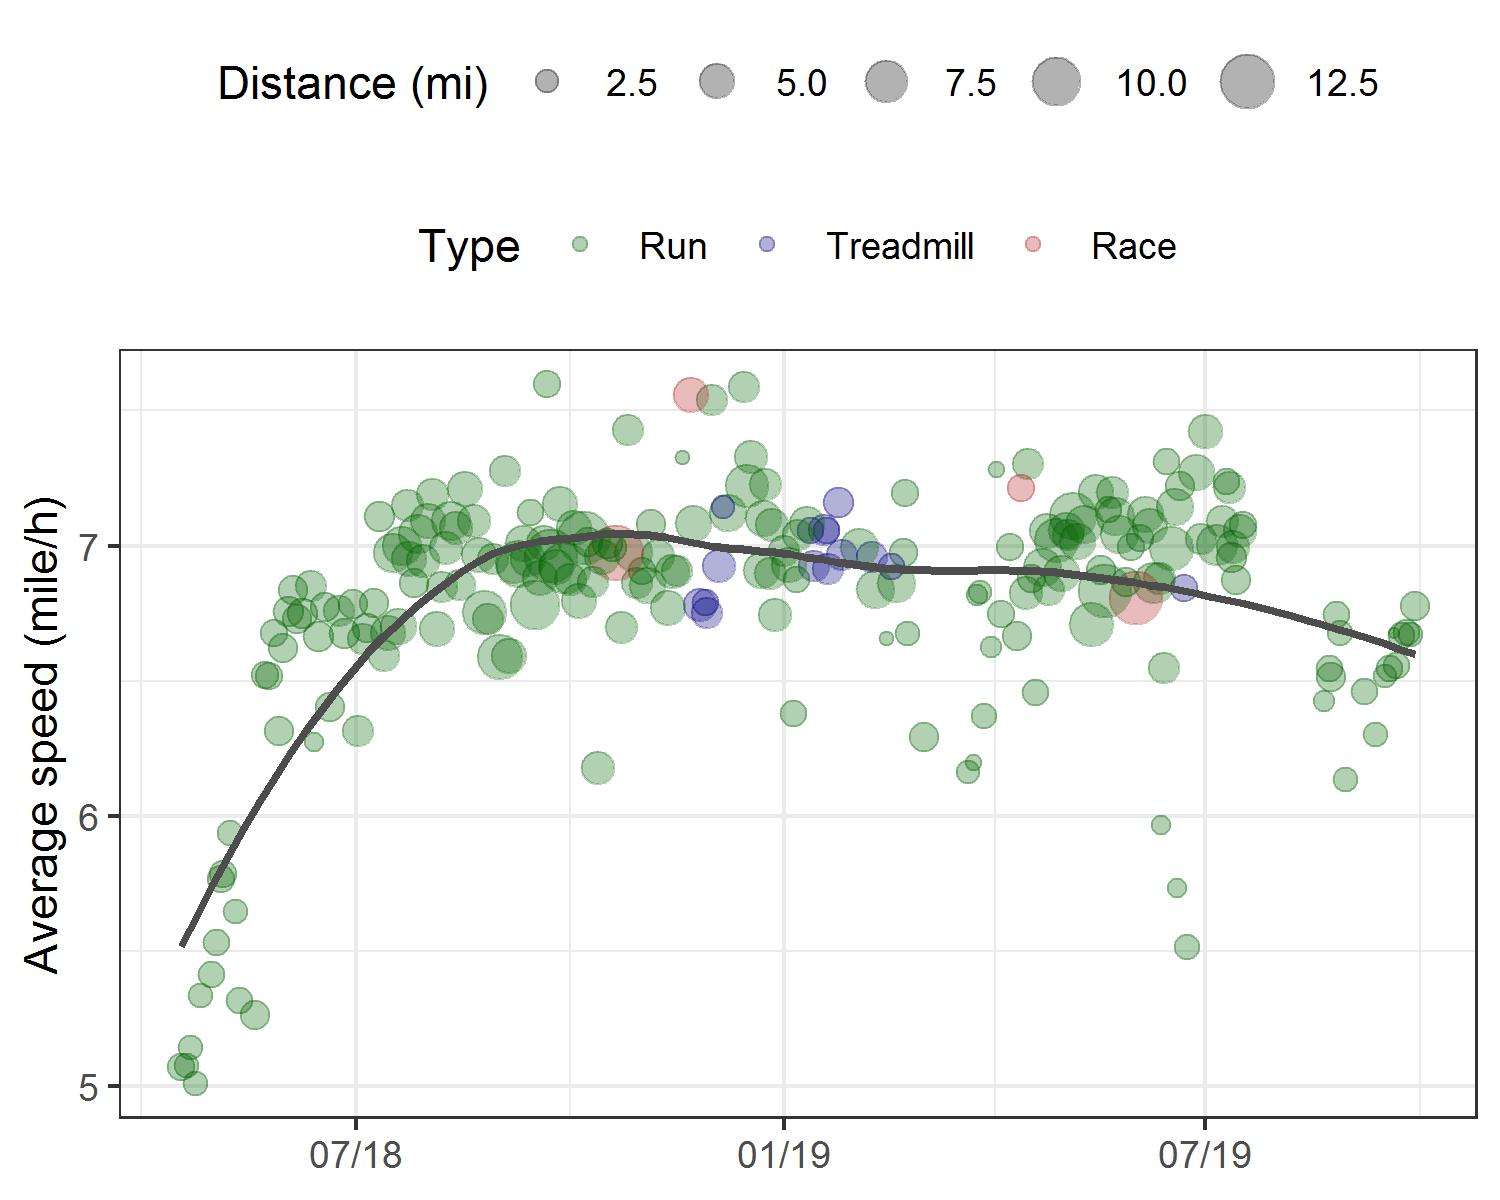 Distance (mi) 2.5 5.0 7.5 10.0 12.5
Type Run Treadmill Race
Average speed (mile/h)
7
6
5
07/18 01/19 07/19